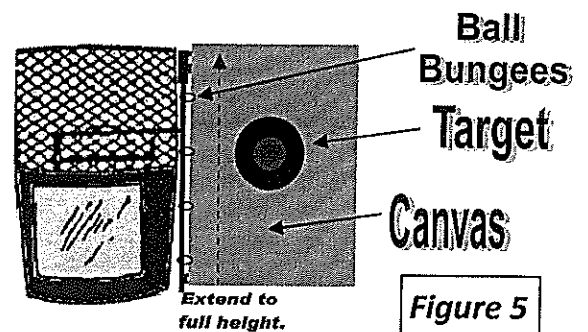 Ball
Bungees
Target
Canvas
Extend to
full height.
Figure 5